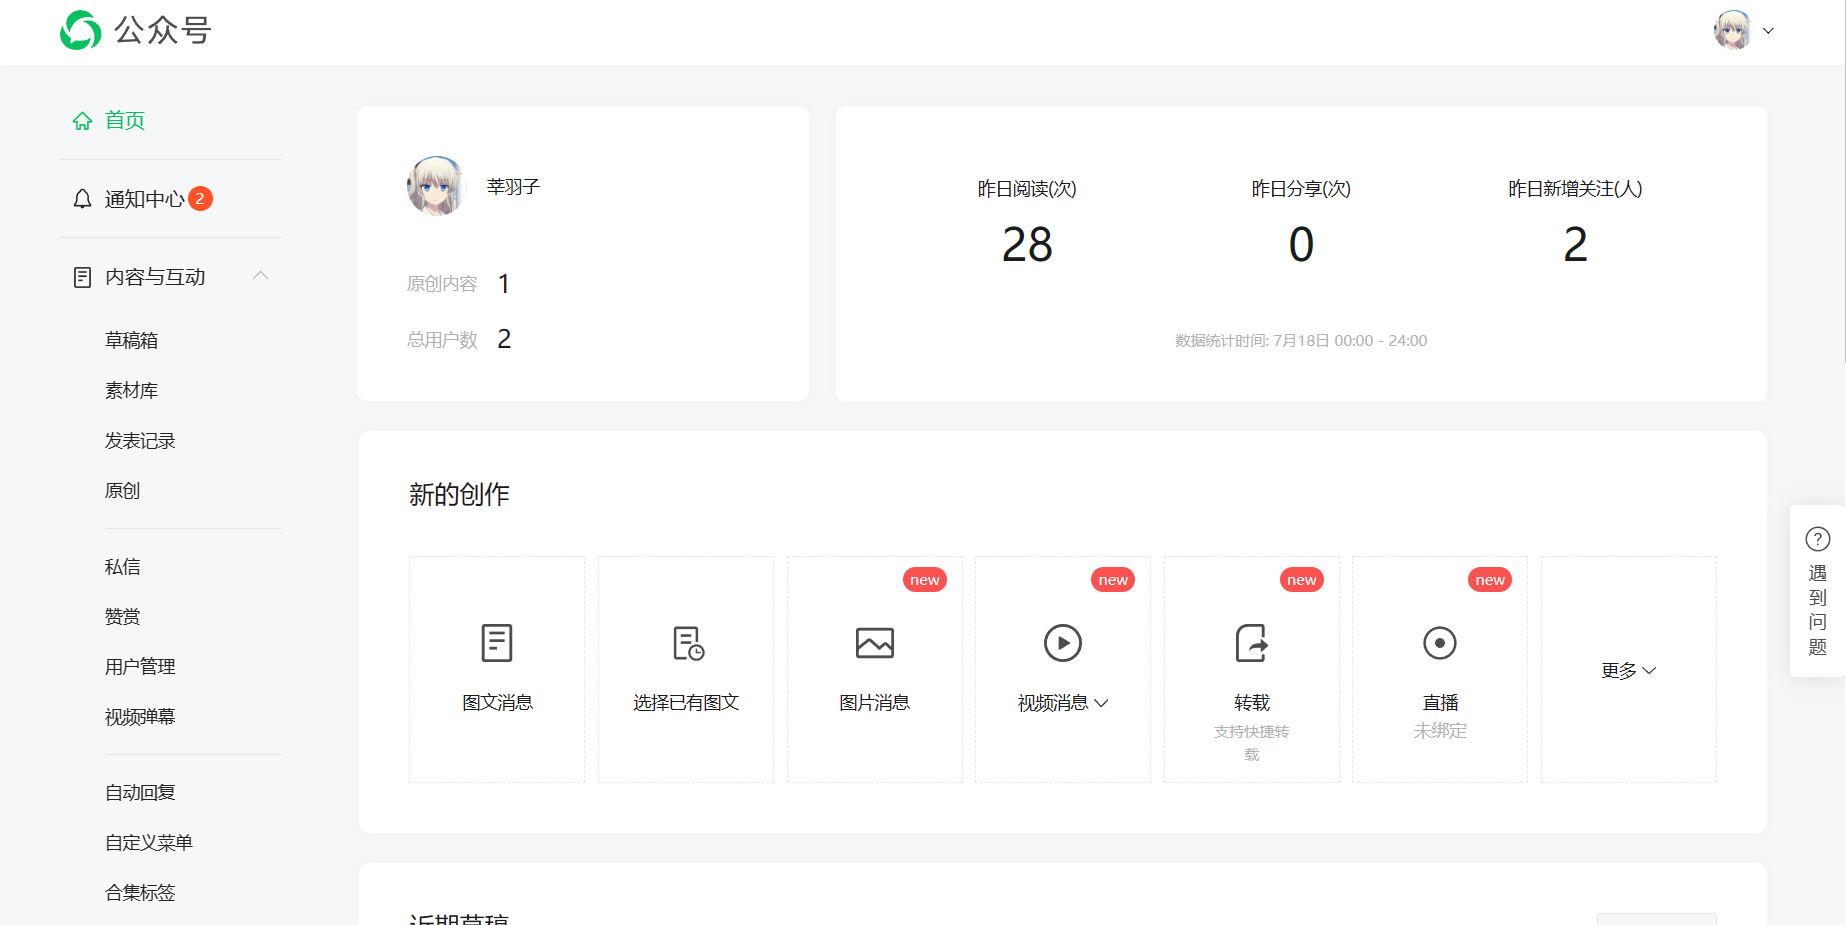 公众号
首页
通知中心 2
内容与互动
草稿箱
素材库
发表记录
原创
私信
赞赏
用户管理
视频弹幕
自动回复
自定义菜单
合集标签
莘羽子
原创内容 1
总用户数 2
昨日阅读(次)
28
昨日分享(次)
0
昨日新增关注(人)
2
数据统计时间: 7月18日 00:00 - 24:00
新的创作
图文消息
选择已有图文
new
图片消息
new
视频消息
new
转载
支持快捷转
载
new
直播
未绑定
更多
近期草稿
?
遇
到
问
题